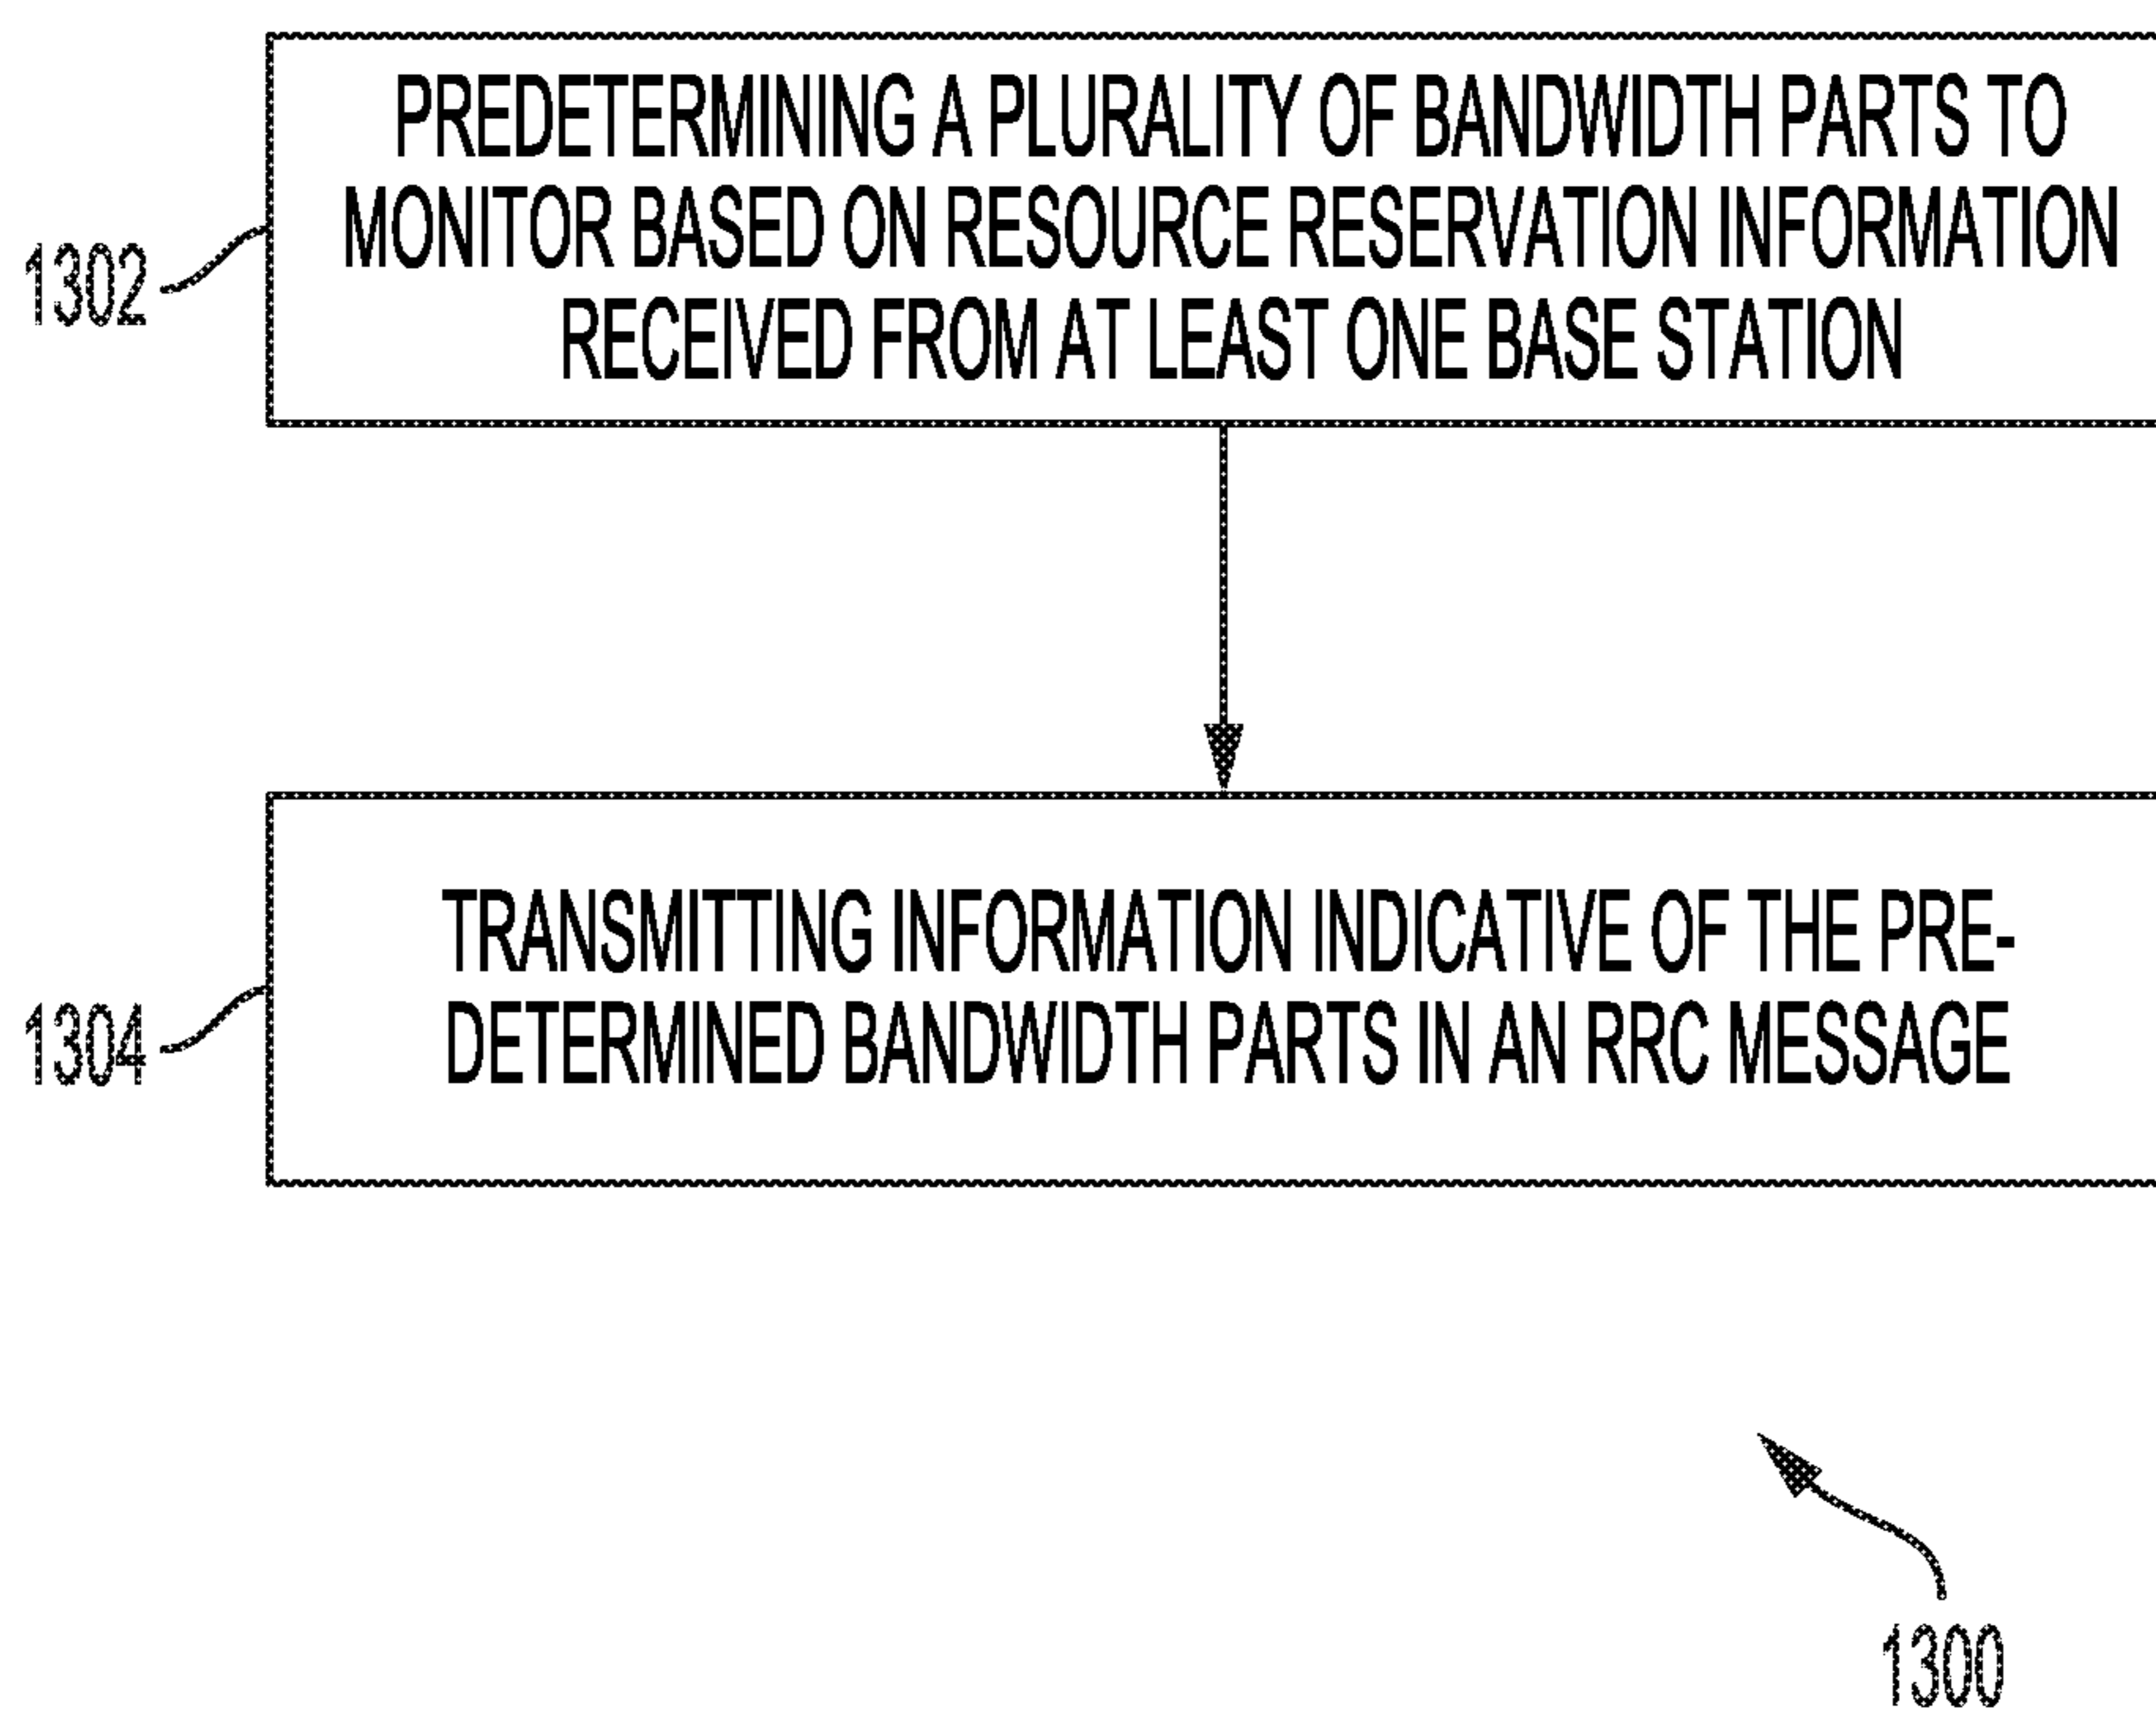 PREDETERMINING A PLURALITY OF BANDWIDTH PARTS TO
MONITOR BASED ON RESOURCE RESERVATION INFORMATION
RECEIVED FROM AT LEAST ONE BASE STATION
1302
TRANSMITTING INFORMATION INDICATIVE OF THE PRE-
DETERMINED BANDWIDTH PARTS IN AN RRC MESSAGE
1304
1300